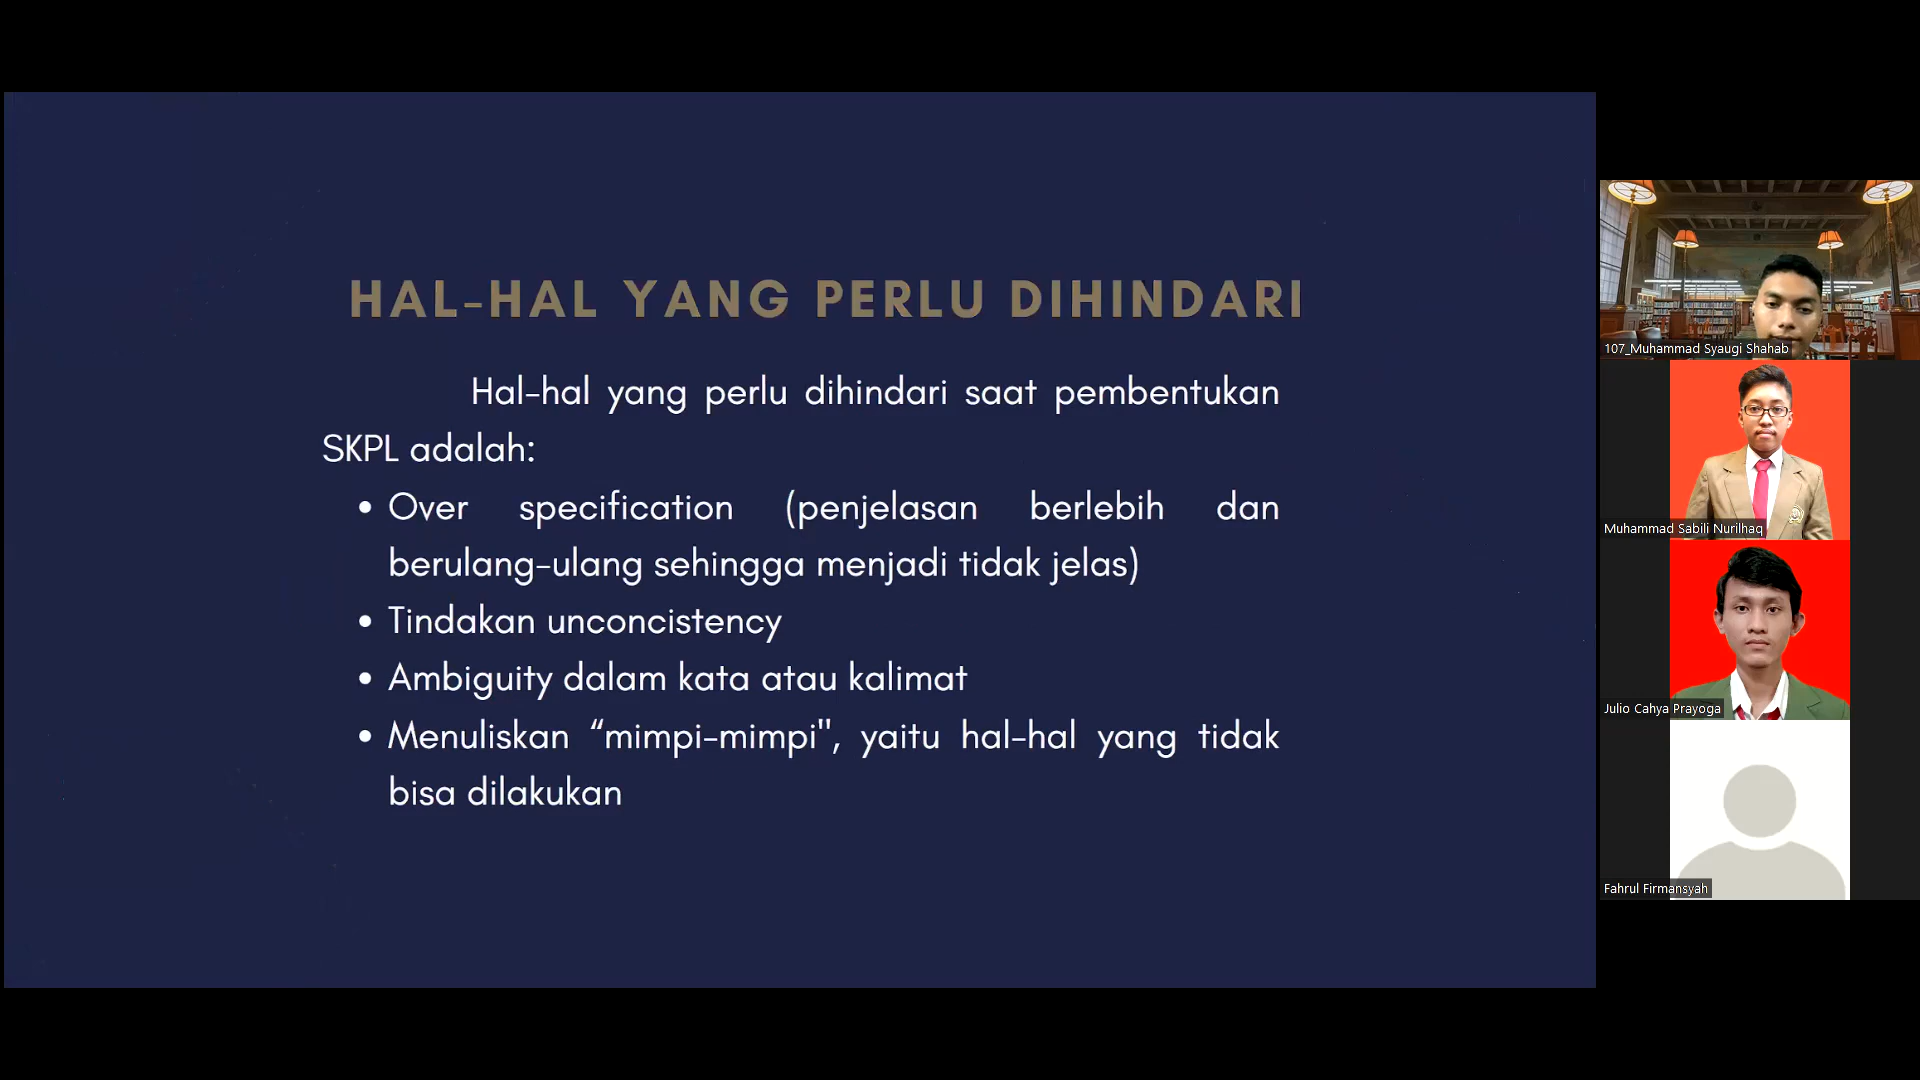 HAL-HAL YANG PERLU DIHINDARI
Hal-hal yang perlu dihindari saat pembentukan
SKPL adalah:
• Over specification (penjelasan berlebih dan
berulang-ulang sehingga menjadi tidak jelas)
• Tindakan unconcistency
• Ambiguity dalam kata atau kalimat
• Menuliskan “mimpi-mimpi", yaitu hal-hal yang tidak
bisa dilakukan
107_Muhammad Syaugi Shahab
Muhammad Sabili Nurilhaq
Julio Cahya Prayoga
Fahrul Firmansyah